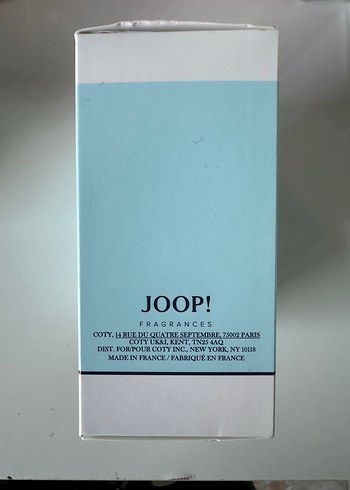 JOOP!
FRAGRANCES
COTY, 14 RUE DU QUATRE SEPTEMBRE, 75002 PARIS
COTY UK&I, KENT, TN25 4AQ
DIST. FOR/POUR COTY INC., NEW YORK, NY 10118
MADE IN FRANCE / FABRIQUÉ EN FRANCE